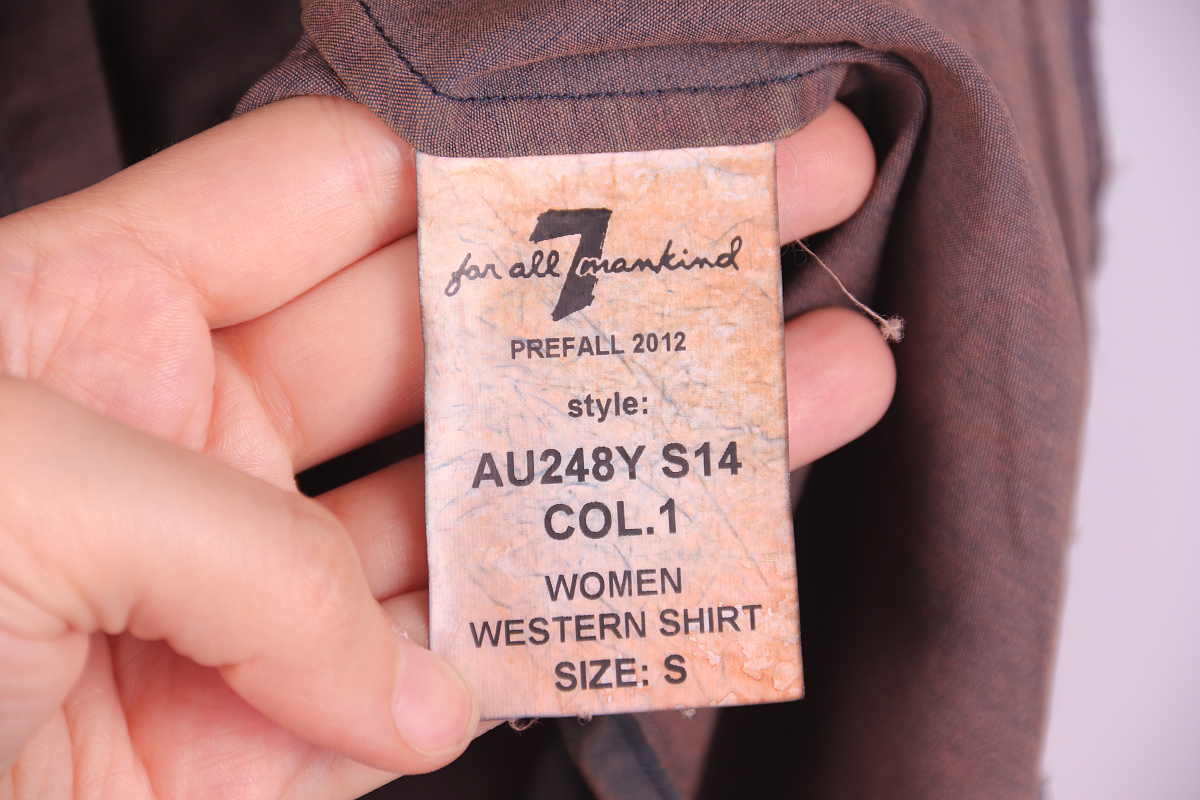 for all 7 mankind
PREFALL 2012
style:
AU248Y S14
COL.1
WOMEN
WESTERN SHIRT
SIZE: S